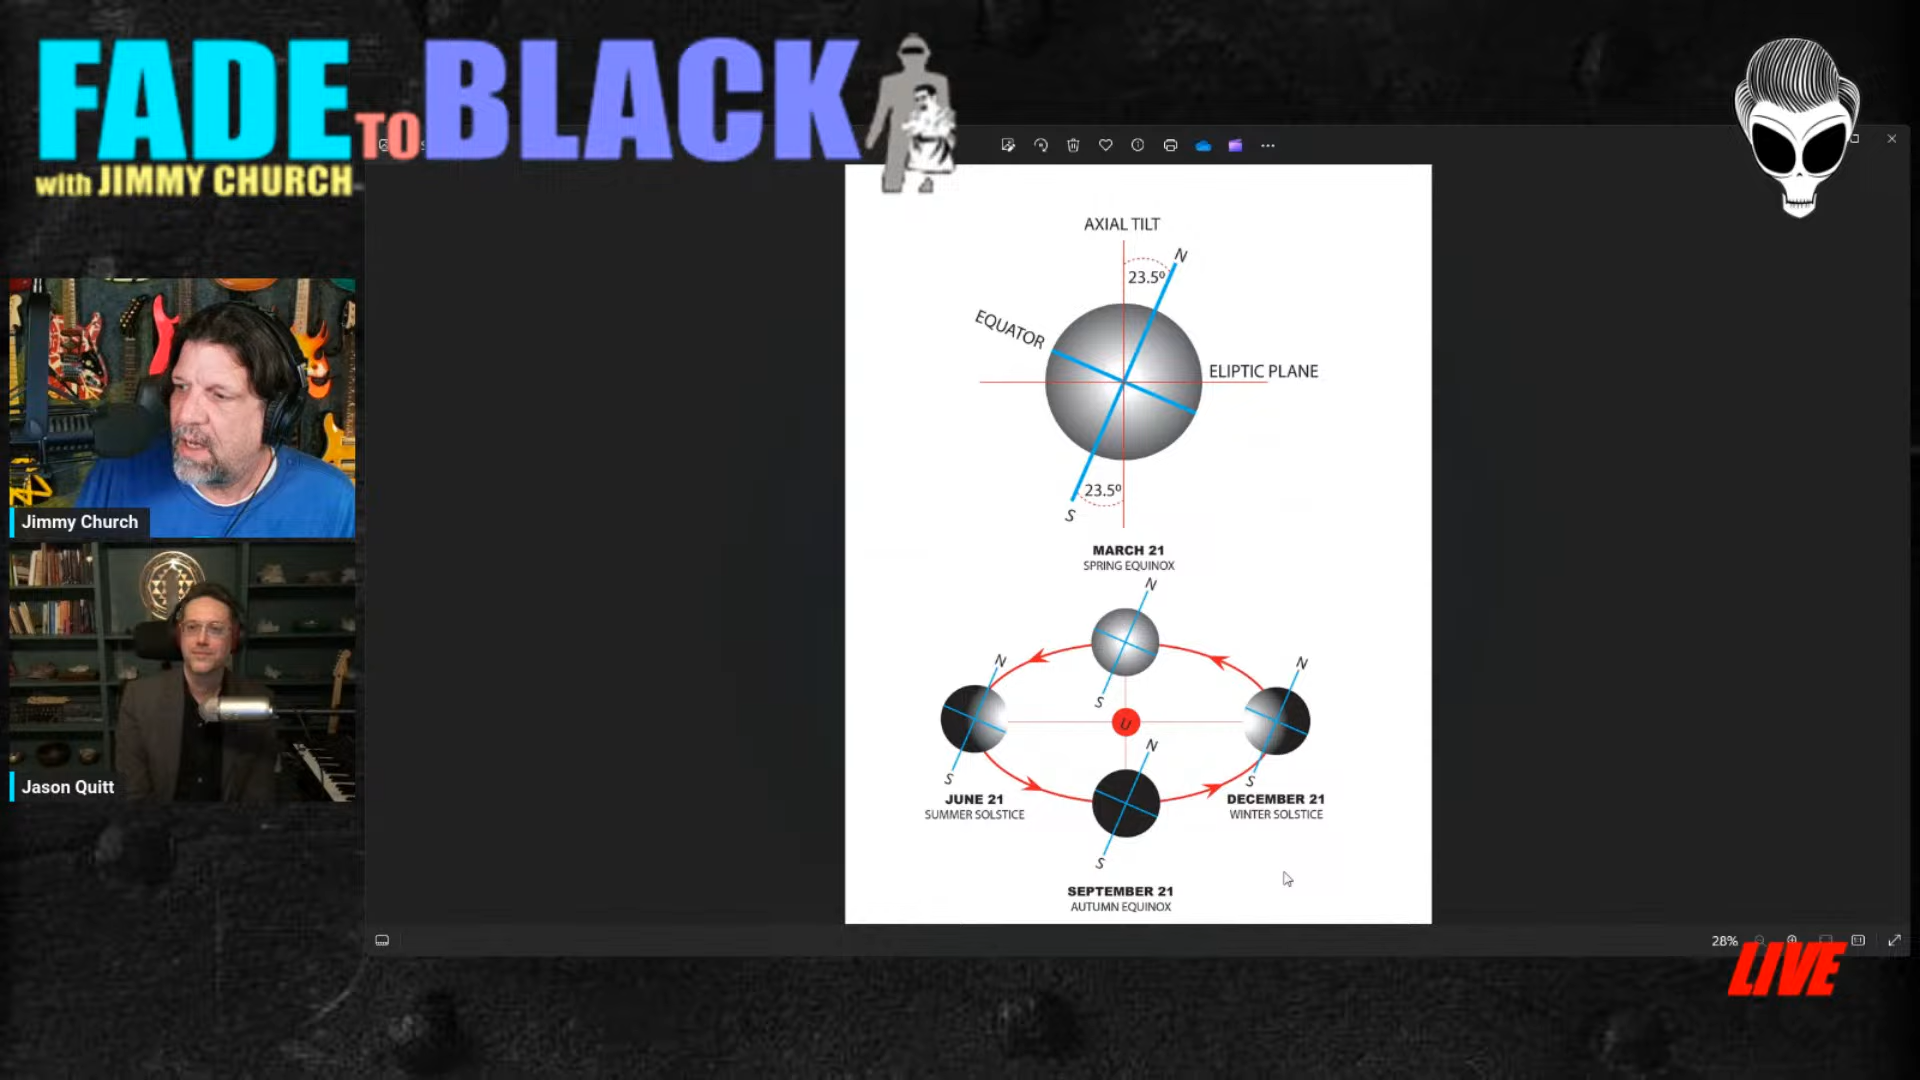 FADE TO BLACK
with JIMMY CHURCH
AXIAL TILT
N
23.5º
EQUATOR
ELIPTIC PLANE
23.5º
S
MARCH 21
SPRING EQUINOX
N
N
N
S
U
N
S
S
JUNE 21
SUMMER SOLSTICE
DECEMBER 21
WINTER SOLSTICE
S
SEPTEMBER 21
AUTUMN EQUINOX
Jimmy Church
Jason Quitt
28%
LIVE